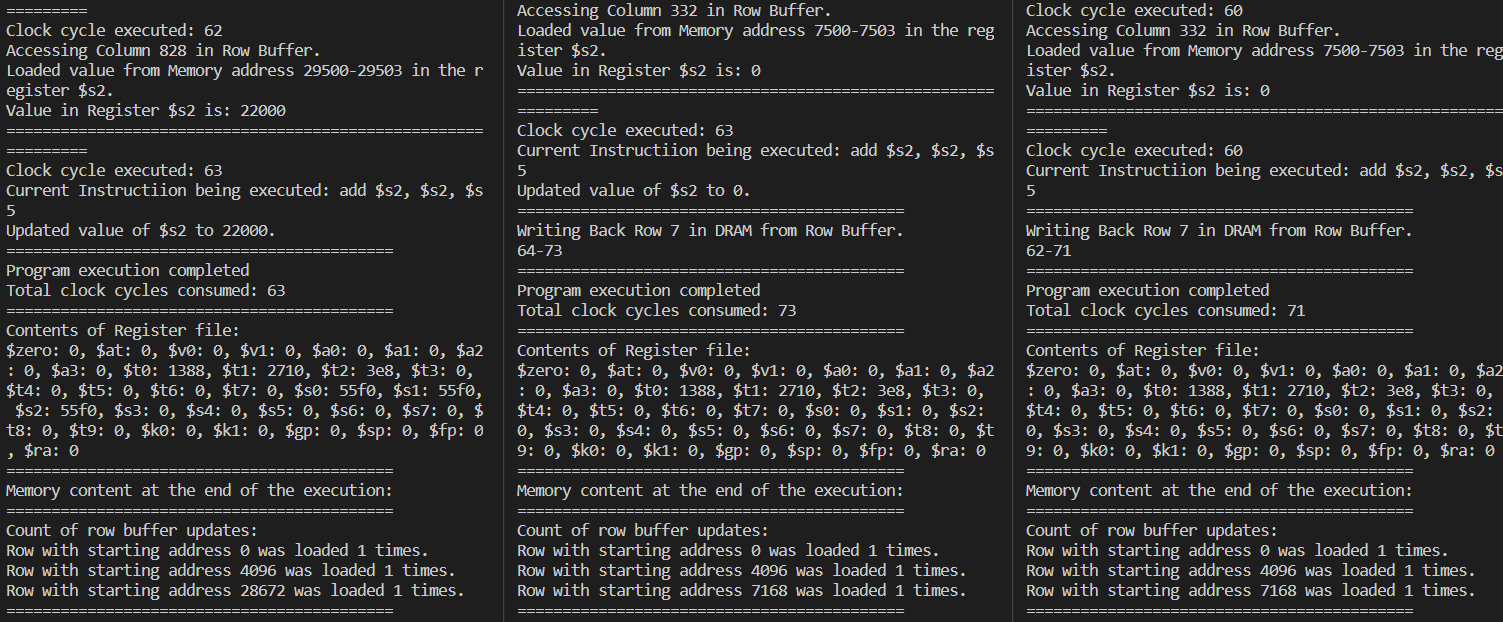 =========
Clock cycle executed: 62
Accessing Column 828 in Row Buffer.
Loaded value from Memory address 29500-29503 in the r
egister $s2.
Value in Register $s2 is: 22000
=====================================================
=========
Clock cycle executed: 63
Current Instructiion being executed: add $s2, $s2, $s
5
Updated value of $s2 to 22000.
===========================================
Program execution completed
Total clock cycles consumed: 63
===========================================
Contents of Register file:
$zero: 0, $at: 0, $v0: 0, $v1: 0, $a0: 0, $a1: 0, $a2
: 0, $a3: 0, $t0: 1388, $t1: 2710, $t2: 3e8, $t3: 0,
$t4: 0, $t5: 0, $t6: 0, $t7: 0, $s0: 55f0, $s1: 55f0,
$s2: 55f0, $s3: 0, $s4: 0, $s5: 0, $s6: 0, $s7: 0, $
t8: 0, $t9: 0, $k0: 0, $k1: 0, $gp: 0, $sp: 0, $fp: 0
, $ra: 0
===========================================
Memory content at the end of the execution:
===========================================
Count of row buffer updates:
Row with starting address 0 was loaded 1 times.
Row with starting address 4096 was loaded 1 times.
Row with starting address 28672 was loaded 1 times.
===========================================
Accessing Column 332 in Row Buffer.
Loaded value from Memory address 7500-7503 in the reg
ister $s2.
Value in Register $s2 is: 0
=====================================================
=========
Clock cycle executed: 63
Current Instructiion being executed: add $s2, $s2, $s
5
Updated value of $s2 to 0.
===========================================
Writing Back Row 7 in DRAM from Row Buffer.
64-73
===========================================
Program execution completed
Total clock cycles consumed: 73
===========================================
Contents of Register file:
$zero: 0, $at: 0, $v0: 0, $v1: 0, $a0: 0, $a1: 0, $a2
: 0, $a3: 0, $t0: 1388, $t1: 2710, $t2: 3e8, $t3: 0,
$t4: 0, $t5: 0, $t6: 0, $t7: 0, $s0: 0, $s1: 0, $s2:
0, $s3: 0, $s4: 0, $s5: 0, $s6: 0, $s7: 0, $t8: 0, $t
9: 0, $k0: 0, $k1: 0, $gp: 0, $sp: 0, $fp: 0, $ra: 0
===========================================
Memory content at the end of the execution:
===========================================
Count of row buffer updates:
Row with starting address 0 was loaded 1 times.
Row with starting address 4096 was loaded 1 times.
Row with starting address 7168 was loaded 1 times.
===========================================
Clock cycle executed: 60
Accessing Column 332 in Row Buffer.
Loaded value from Memory address 7500-7503 in the reg
ister $s2.
Value in Register $s2 is: 0
=====================================================
=========
Clock cycle executed: 60
Current Instructiion being executed: add $s2, $s2, $s
5
===========================================
Writing Back Row 7 in DRAM from Row Buffer.
62-71
===========================================
Program execution completed
Total clock cycles consumed: 71
===========================================
Contents of Register file:
$zero: 0, $at: 0, $v0: 0, $v1: 0, $a0: 0, $a1: 0, $a2
: 0, $a3: 0, $t0: 1388, $t1: 2710, $t2: 3e8, $t3: 0,
$t4: 0, $t5: 0, $t6: 0, $t7: 0, $s0: 0, $s1: 0, $s2:
0, $s3: 0, $s4: 0, $s5: 0, $s6: 0, $s7: 0, $t8: 0, $t
9: 0, $k0: 0, $k1: 0, $gp: 0, $sp: 0, $fp: 0, $ra: 0
===========================================
Memory content at the end of the execution:
===========================================
Count of row buffer updates:
Row with starting address 0 was loaded 1 times.
Row with starting address 4096 was loaded 1 times.
Row with starting address 7168 was loaded 1 times.
===========================================